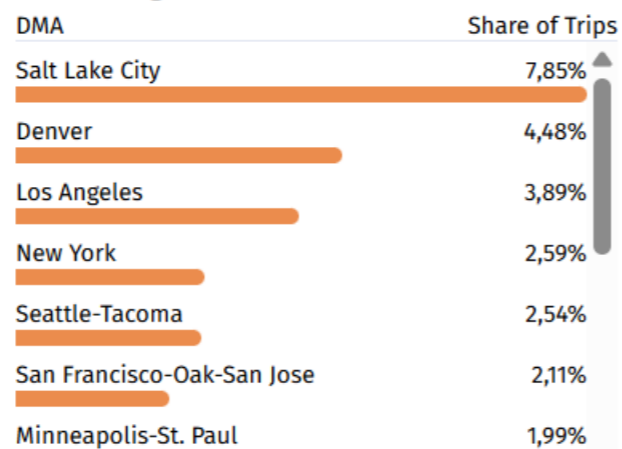 DMA Share of Trips
Salt Lake City 7,85%
Denver 4,48%
Los Angeles 3,89%
New York 2,59%
Seattle-Tacoma 2,54%
San Francisco-Oak-San Jose 2,11%
Minneapolis-St. Paul 1,99%